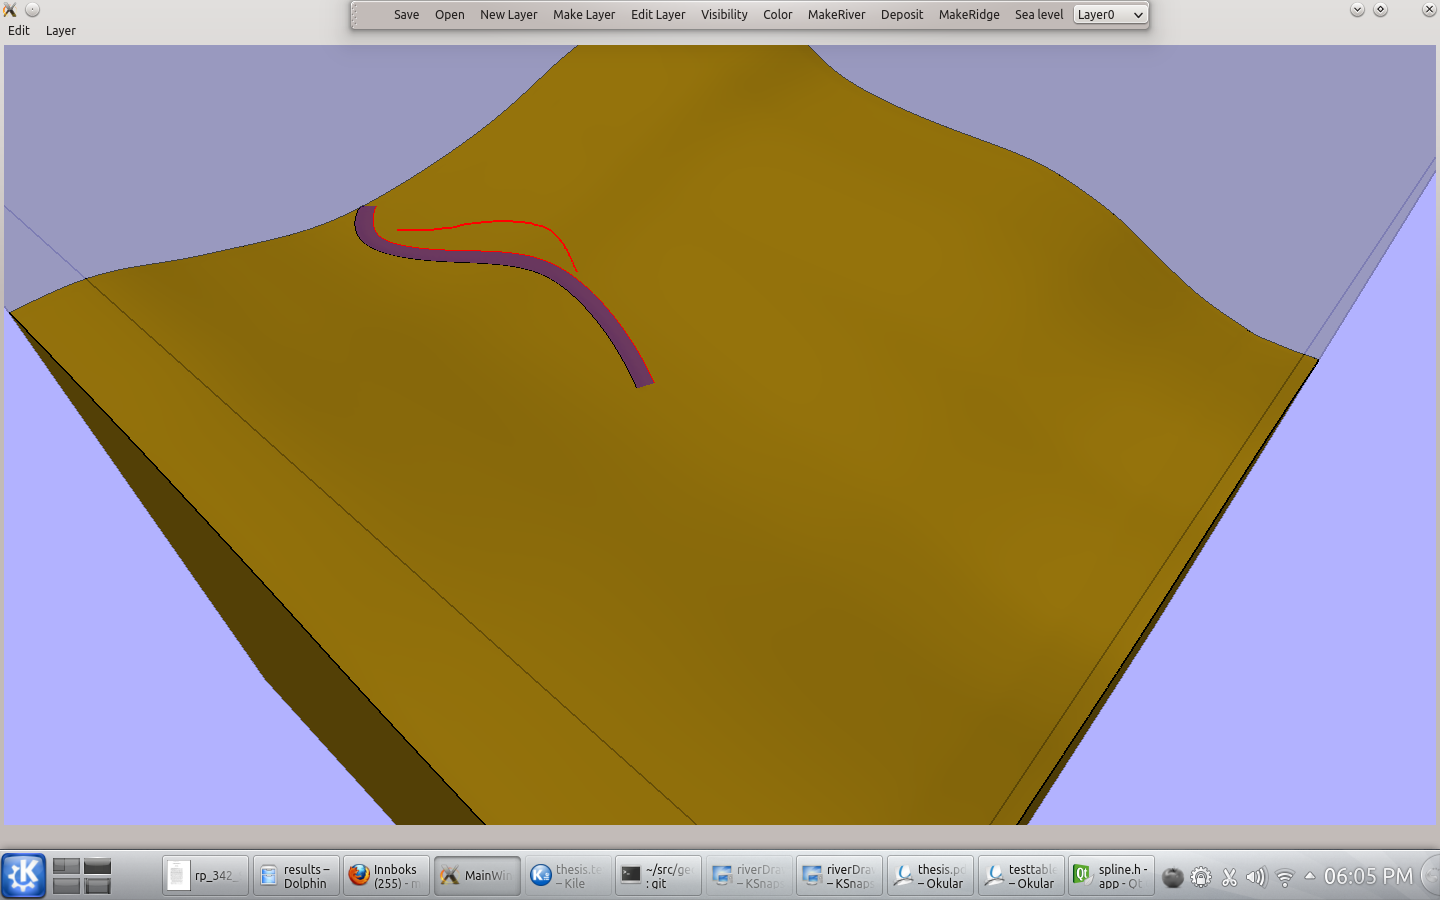 Save Open New Layer Make Layer Edit Layer Visibility Color MakeRiver Deposit MakeRidge Sea level Layer0
Edit Layer
rp_342_
results –
Dolphin
Innboks
(255) - m
MainWin
thesis.te
– Kile
~/src/ge
: git
riverDra
– KSnap
riverDra
– KSnap
thesis.pd
– Okular
testtable
– Okular
spline.h -
app - Qt
06:05 PM